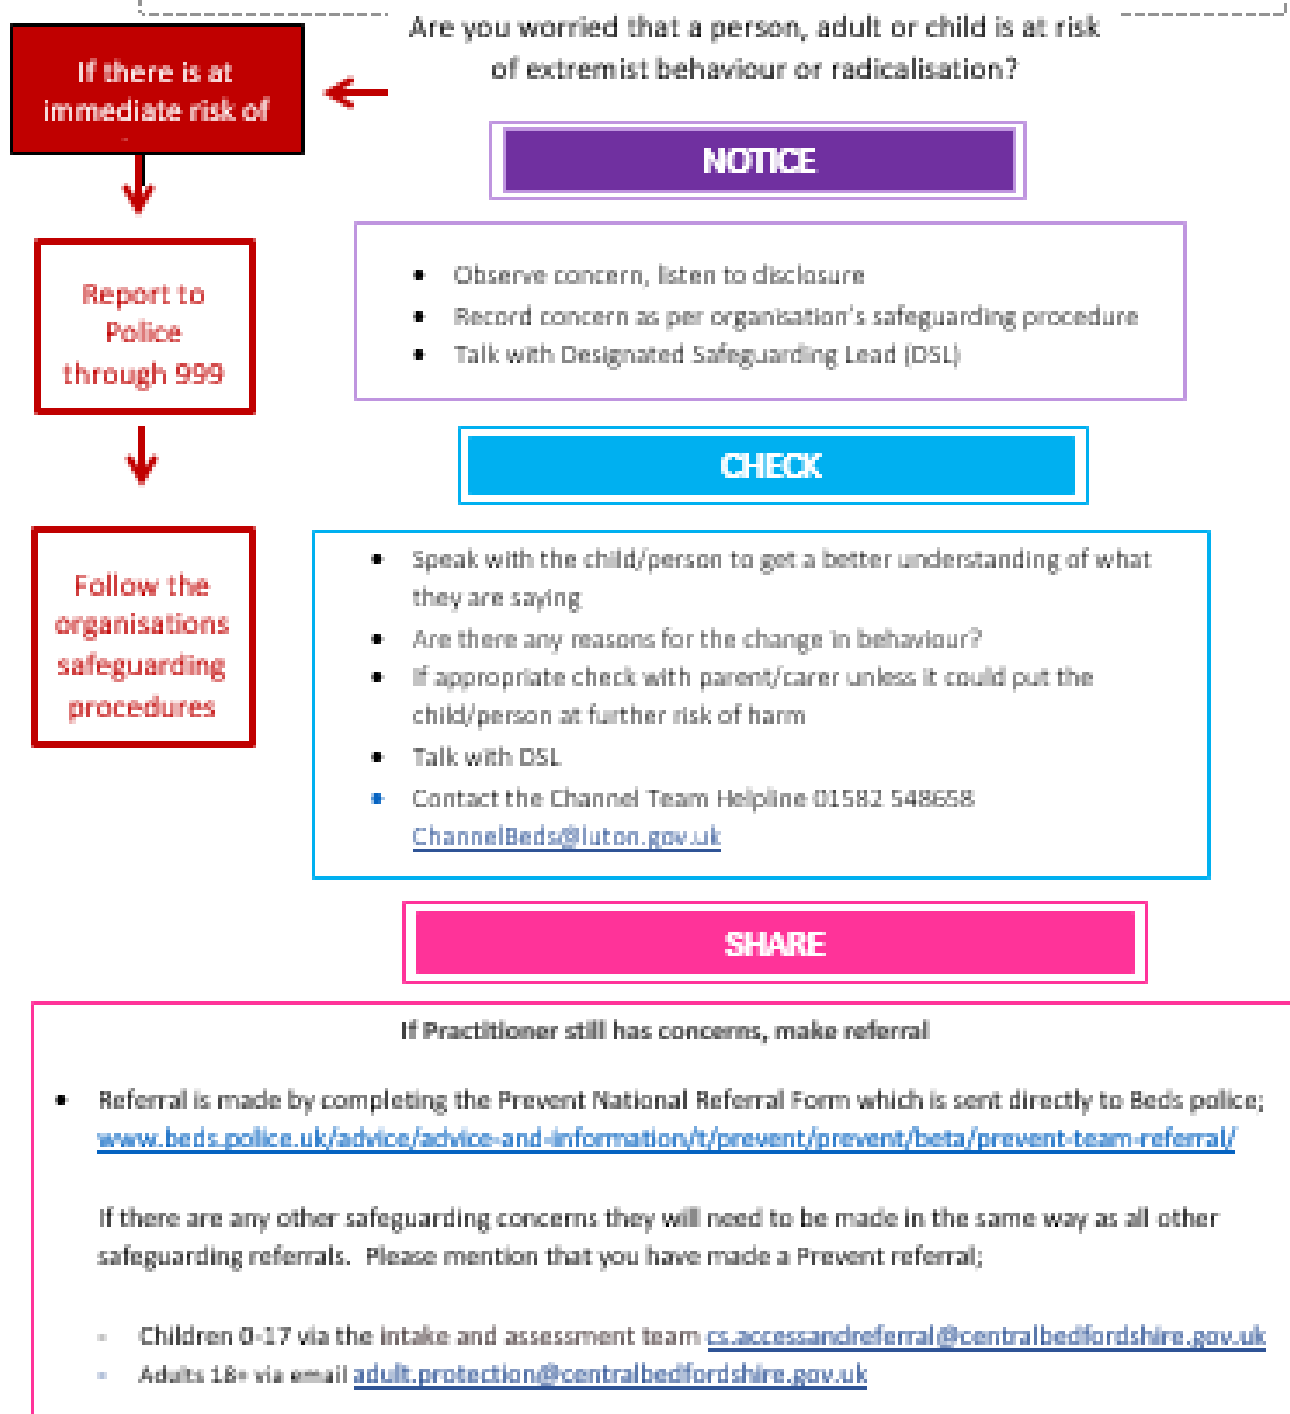 Are you worried that a person, adult or child is at risk
of extremist behaviour or radicalisation?
If there is at
immediate risk of
Report to
Police
through 999
Follow the
organisations
safeguarding
procedures
NOTICE
• Observe concern, listen to disclosure
• Record concern as per organisation's safeguarding procedure
• Talk with Designated Safeguarding Lead (DSL)
CHECK
• Speak with the child/person to get a better understanding of what
they are saying
• Are there any reasons for the change in behaviour?
• If appropriate check with parent/carer unless it could put the
child/person at further risk of harm
• Talk with DSL
• Contact the Channel Team Helpline 01582 548658
ChannelBeds@luton.gov.uk
SHARE
If Practitioner still has concerns, make referral
• Referral is made by completing the Prevent National Referral Form which is sent directly to Beds police;
www.beds.police.uk/advice/advice-and-information/t/prevent/prevent/beta/prevent-team-referral/
If there are any other safeguarding concerns they will need to be made in the same way as all other
safeguarding referrals. Please mention that you have made a Prevent referral;
- Children 0-17 via the intake and assessment team cs.accessandreferral@centralbedfordshire.gov.uk
- Adults 18+ via email adult.protection@centralbedfordshire.gov.uk